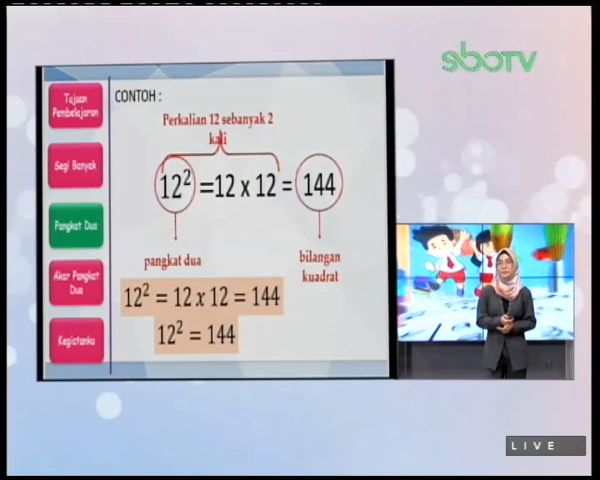 sboTV
Tujuan
Pembelajaran
Segi Banyak
Pangkat Dua
Akar Pangkat
Dua
Kegiatanku
CONTOH :
Perkalian 12 sebanyak 2
kali
12² =12 x 12 = 144
pangkat dua
bilangan
kuadrat
12² = 12 x 12 = 144
12² = 144
LIVE